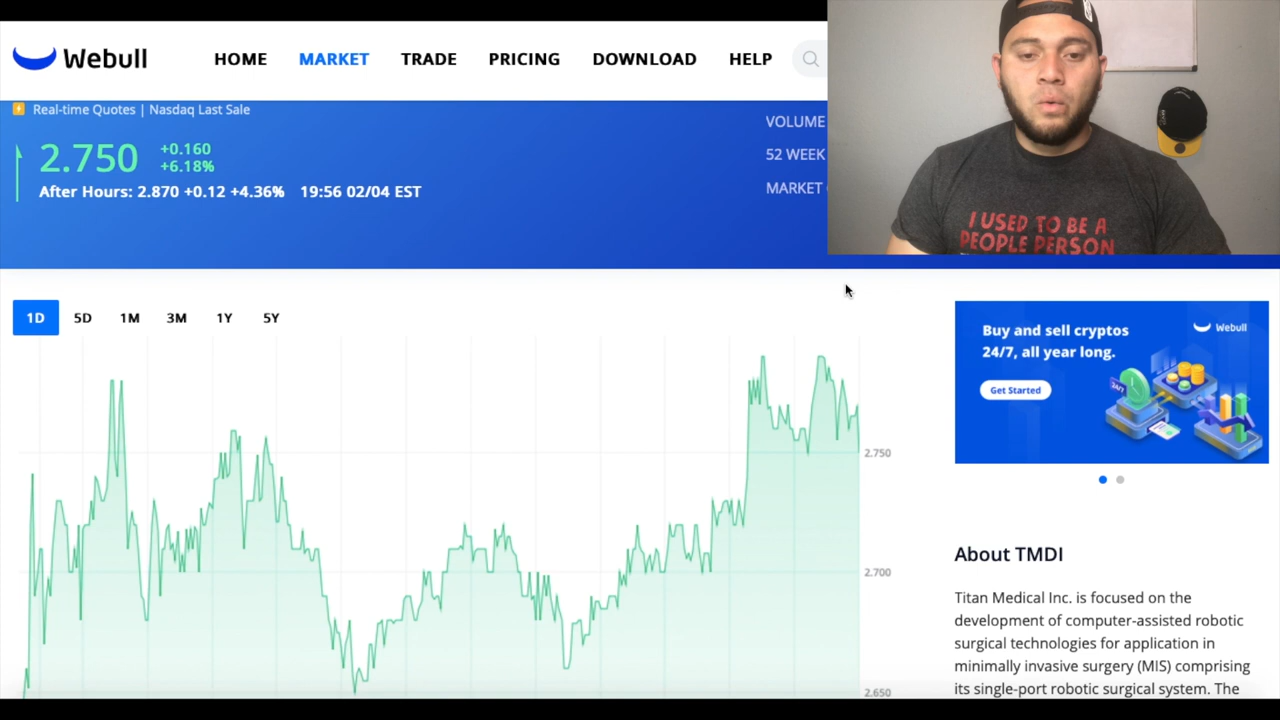 Webull
HOME
MARKET
TRADE
PRICING
DOWNLOAD
HELP
Real-time Quotes | Nasdaq Last Sale
2.750
+0.160
+6.18%
After Hours: 2.870 +0.12 +4.36% 19:56 02/04 EST
VOLUME
52 WEEK
MARKET
I USED TO BE A
PEOPLE PERSON
1D
5D
1M
3M
1Y
5Y
2.750
2.700
2.650
Buy and sell cryptos
24/7, all year long.
Webull
Get Started
24/7
About TMDI
Titan Medical Inc. is focused on the
development of computer-assisted robotic
surgical technologies for application in
minimally invasive surgery (MIS) comprising
its single-port robotic surgical system. The